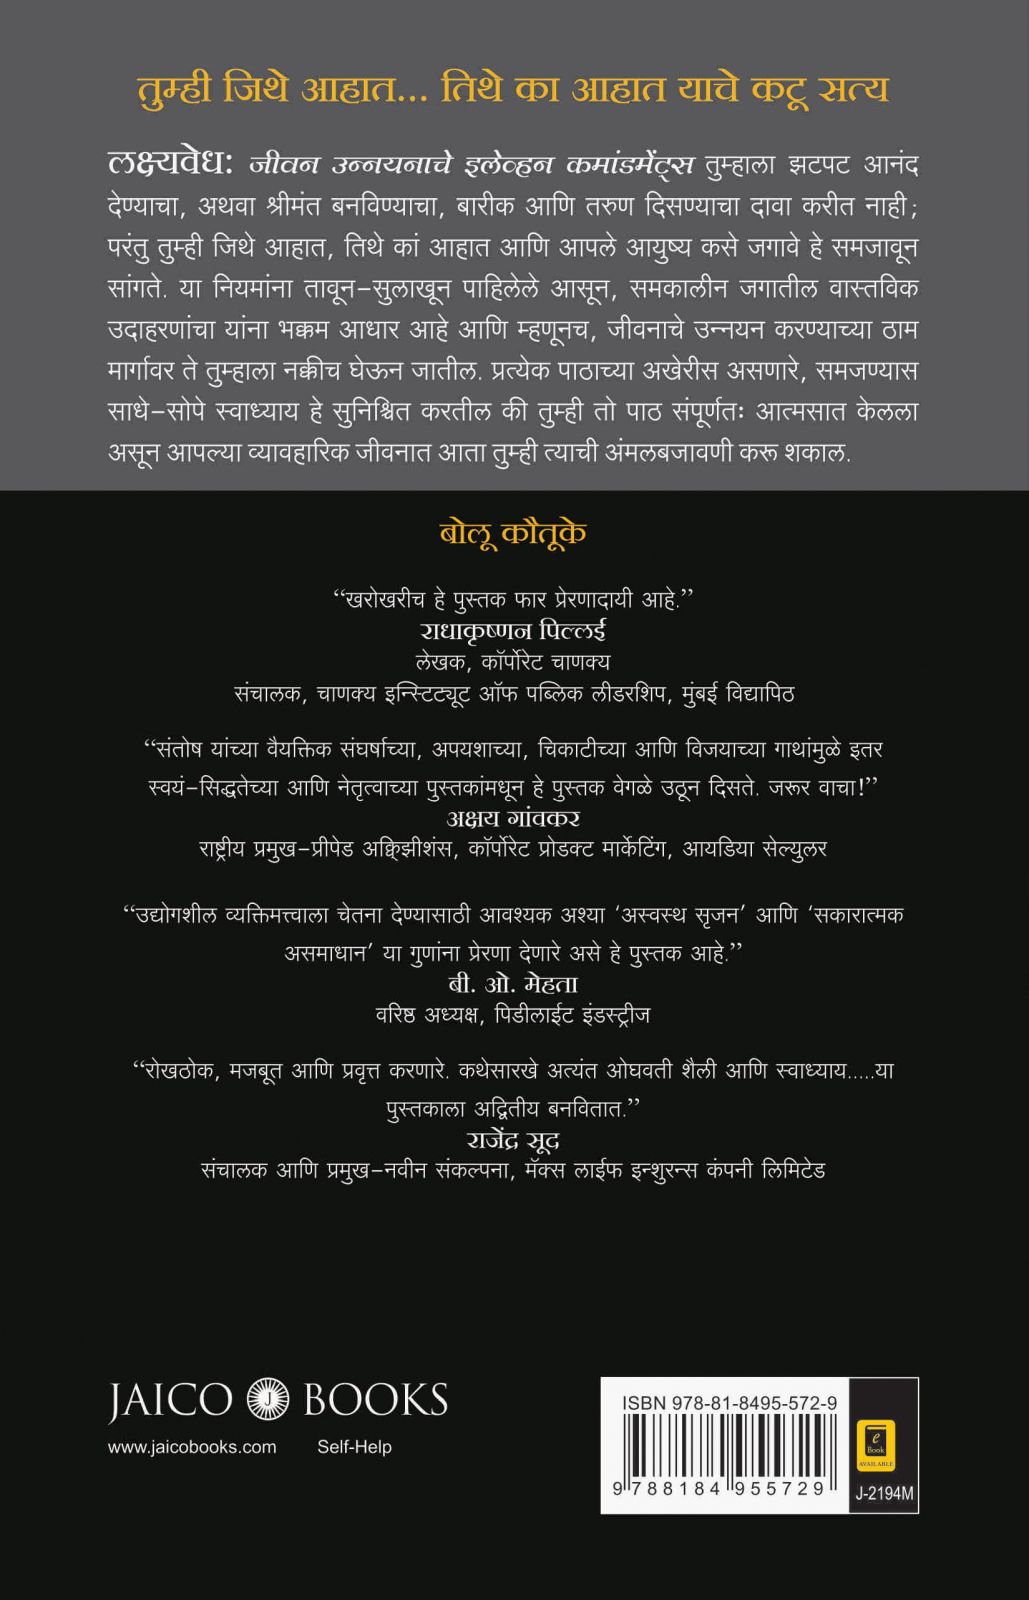 तुम्ही जिथे आहात... तिथे का आहात याचे कटू सत्य
लक्ष्यवेधः जीवन उन्नयनाचे इलेव्हन कमांडमेंट्स तुम्हाला झटपट आनंद
देण्याचा, अथवा श्रीमंत बनविण्याचा, बारीक आणि तरुण दिसण्याचा दावा करीत नाही;
परंतु तुम्ही जिथे आहात, तिथे कां आहात आणि आपले आयुष्य कसे जगावे हे समजावून
सांगते. या नियमांना तावून-सुलाखून पाहिलेले आसून, समकालीन जगातील वास्तविक
उदाहरणांचा यांना भक्कम आधार आहे आणि म्हणूनच, जीवनाचे उन्नयन करण्याच्या ठाम
मार्गावर ते तुम्हाला नक्कीच घेऊन जातील. प्रत्येक पाठाच्या अखेरीस असणारे, समजण्यास
साधे-सोपे स्वाध्याय हे सुनिश्चित करतील की तुम्ही तो पाठ संपूर्णतः आत्मसात केलला
असून आपल्या व्यावहारिक जीवनात आता तुम्ही त्याची अंमलबजावणी करू शकाल.
बोलू कौतूके
“खरोखरीच हे पुस्तक फार प्रेरणादायी आहे.”
राधाकृष्णन पिल्लई
लेखक, कॉर्पोरेट चाणक्य
संचालक, चाणक्य इन्स्टिट्यूट ऑफ पब्लिक लीडरशिप, मुंबई विद्यापिठ
“संतोष यांच्या वैयक्तिक संघर्षाच्या, अपयशाच्या, चिकाटीच्या आणि विजयाच्या गाथांमुळे इतर
स्वयं-सिद्धतेच्या आणि नेतृत्वाच्या पुस्तकांमधून हे पुस्तक वेगळे उठून दिसते. जरूर वाचा!”
अक्षय गांवकर
राष्ट्रीय प्रमुख-प्रीपेड अक्विझीशंस, कॉर्पोरेट प्रोडक्ट मार्केटिंग, आयडिया सेल्युलर
“उद्योगशील व्यक्तिमत्त्वाला चेतना देण्यासाठी आवश्यक अश्या ‘अस्वस्थ सृजन’ आणि ‘सकारात्मक
असमाधान’ या गुणांना प्रेरणा देणारे असे हे पुस्तक आहे.”
बी. ओ. मेहता
वरिष्ठ अध्यक्ष, पिडीलाईट इंडस्ट्रीज
“रोखठोक, मजबूत आणि प्रवृत्त करणारे. कथेसारखे अत्यंत ओघवती शैली आणि स्वाध्याय.....या
पुस्तकाला अद्वितीय बनवितात.”
राजेंद्र सूद
संचालक आणि प्रमुख-नवीन संकल्पना, मॅक्स लाईफ इन्शुरन्स कंपनी लिमिटेड
JAICO J BOOKS
www.jaicobooks.com Self-Help
ISBN 978-81-8495-572-9
9 788184 955729
e
Book
AVAILABLE
J-2194M